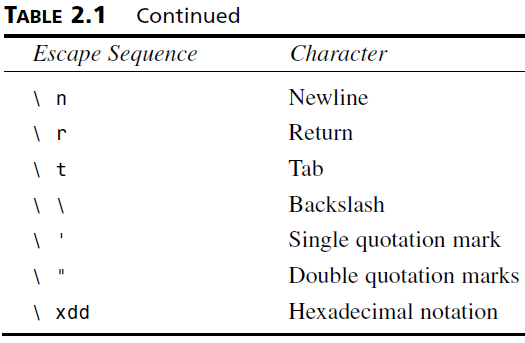 TABLE 2.1 Continued
Escape Sequence Character
\ n Newline
\ r Return
\ t Tab
\ \ Backslash
\ ' Single quotation mark
\ " Double quotation marks
\ xdd Hexadecimal notation